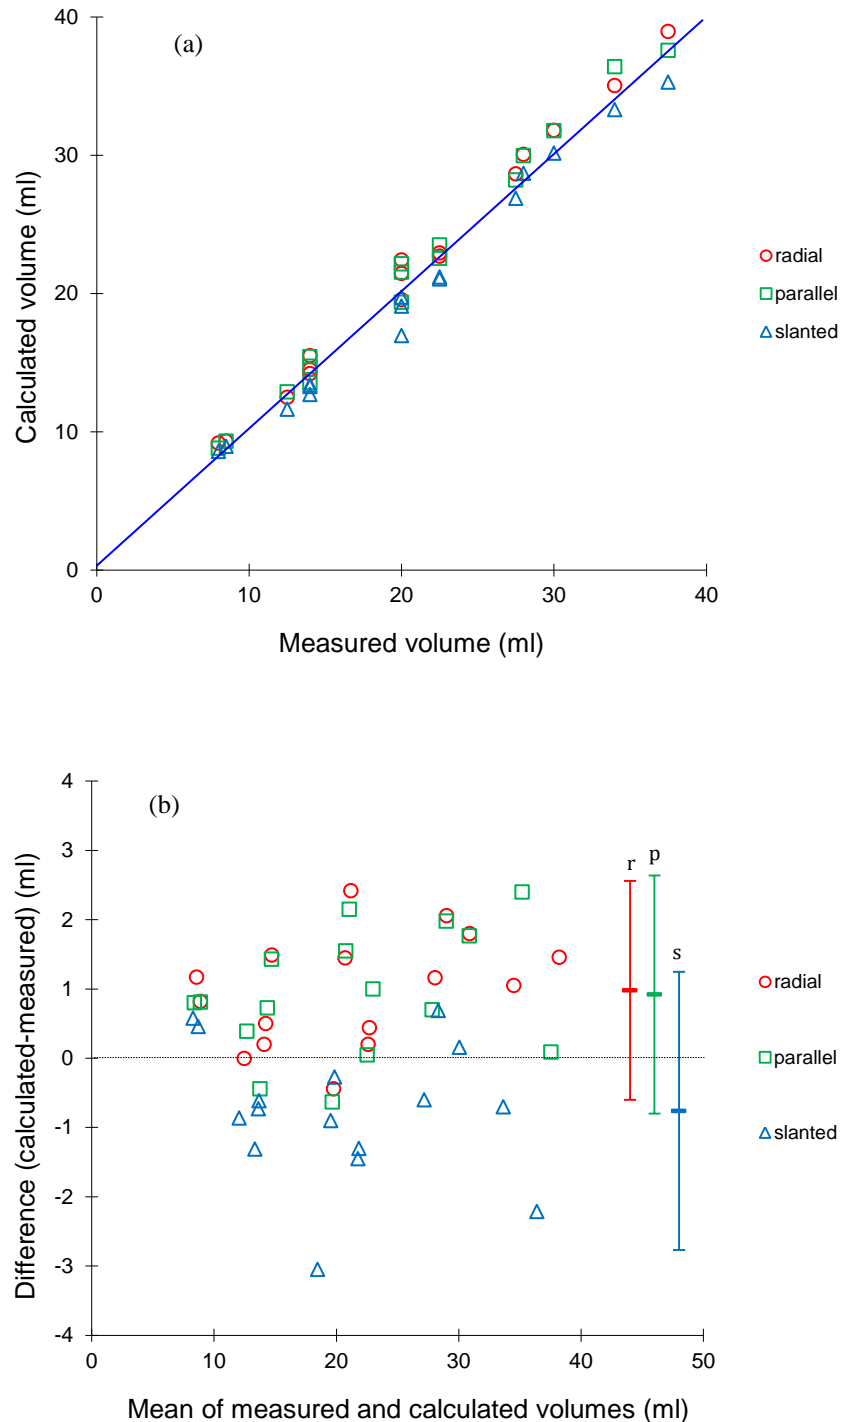 (a)
40
30
20
10
0
0 10 20 30 40
Calculated volume (ml)
Measured volume (ml)
radial
parallel
slanted
(b)
4
3
2
1
0
-1
-2
-3
-4
0 10 20 30 40 50
Difference (calculated-measured) (ml)
Mean of measured and calculated volumes (ml)
r
p
s
radial
parallel
slanted